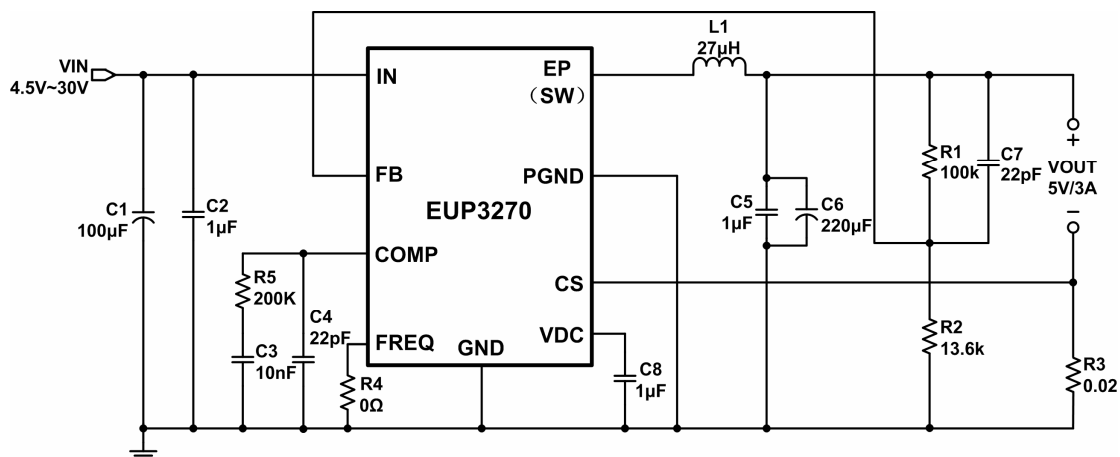 VIN
4.5V~30V
C1
100µF
C2
1µF
R5
200K
C3
10nF
C4
22pF
R4
0Ω
IN
FB
COMP
FREQ
GND
EUP3270
EP
（SW）
PGND
CS
VDC
C8
1µF
L1
27µH
C5
1µF
C6
220µF
R1
100k
C7
22pF
R2
13.6k
+
VOUT
5V/3A
−
R3
0.02